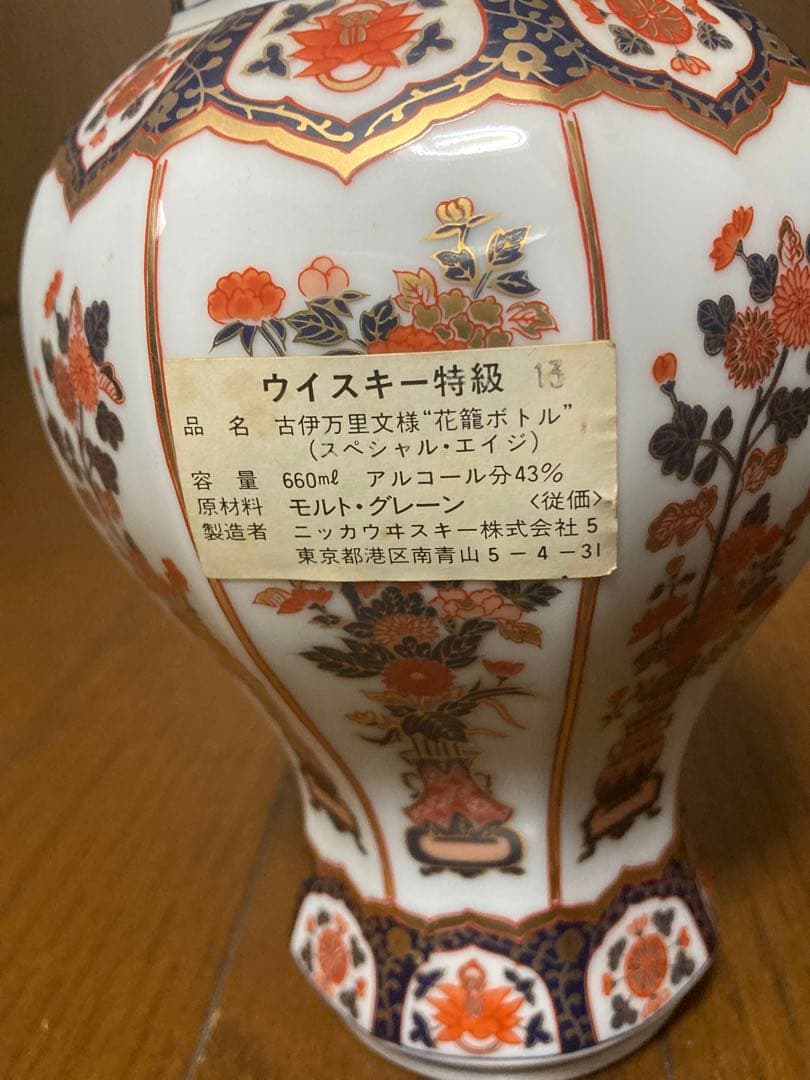 ウイスキー特級 13
品名 古伊万里文様“花籠ボトル”
(スペシャル・エイジ)
容量 660ml アルコール分43%
原材料 モルト・グレーン 〈従価〉
製造者 ニッカウヰスキー株式会社5
東京都港区南青山5-4-31